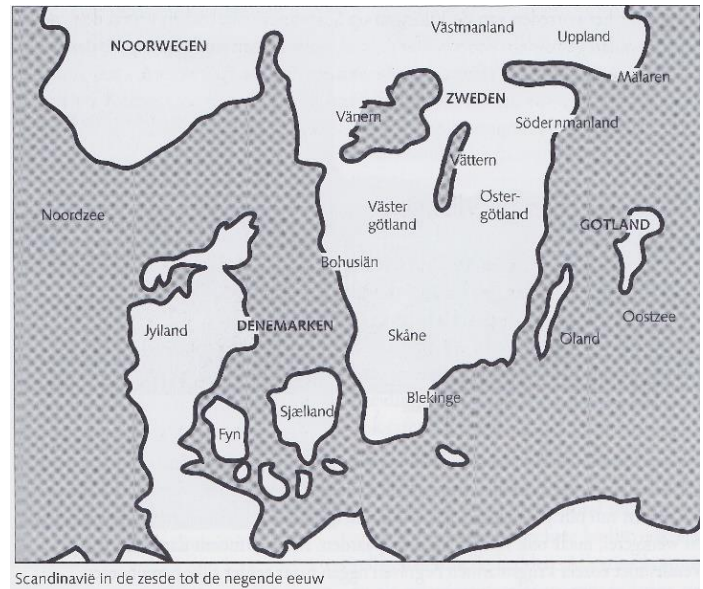 Västmanland
Uppland
NOORWEGEN
Mälaren
ZWEDEN
Vänern
Södernmanland
Vättern
Väster
götland
Öster-
götland
Noordzee
GOTLAND
Bohuslän
Oostzee
Jylland
DENEMARKEN
Skåne
Öland
Blekinge
Sjælland
Fyn
Scandinavië in de zesde tot de negende eeuw